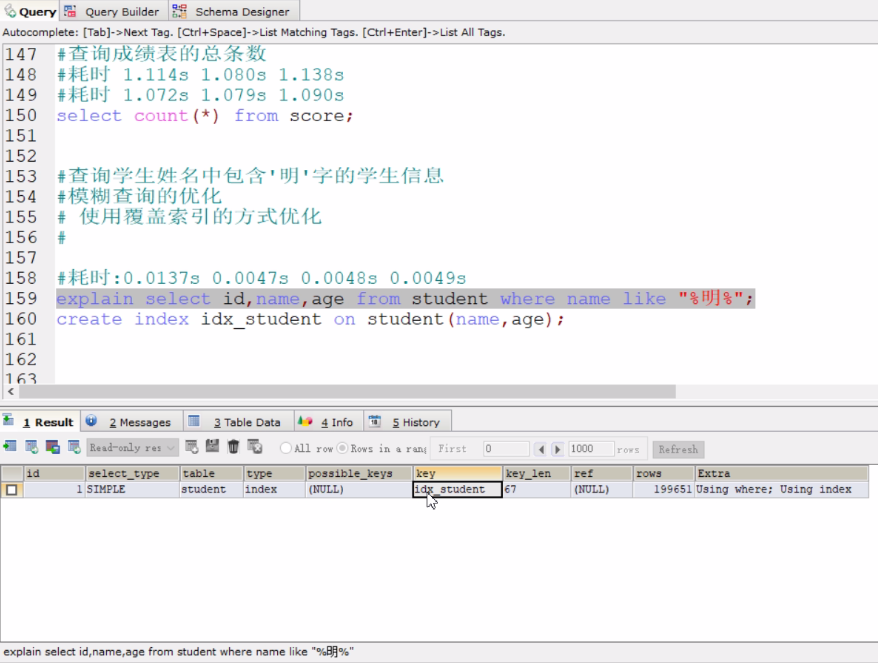 Query Query Builder Schema Designer
Autocomplete: [Tab]->Next Tag. [Ctrl+Space]->List Matching Tags. [Ctrl+Enter]->List All Tags.
147 #查询成绩表的总条数
148 #耗时 1.114s 1.080s 1.138s
149 #耗时 1.072s 1.079s 1.090s
150 select count(*) from score;
151
152
153 #查询学生姓名中包含'明'字的学生信息
154 #模糊查询的优化
155 # 使用覆盖索引的方式优化
156 #
157
158 #耗时:0.0137s 0.0047s 0.0048s 0.0049s
159 explain select id,name,age from student where name like "%明%";
160 create index idx_student on student(name,age);
161
162
163
1 Result 2 Messages 3 Table Data 4 Info 5 History
Read-only res All row Rows in a rang First 0 1000 rows Refresh
id select_type table type possible_keys key key_len ref rows Extra
1 SIMPLE student index (NULL) idx_student 67 (NULL) 199651 Using where; Using index
explain select id,name,age from student where name like "%明%"